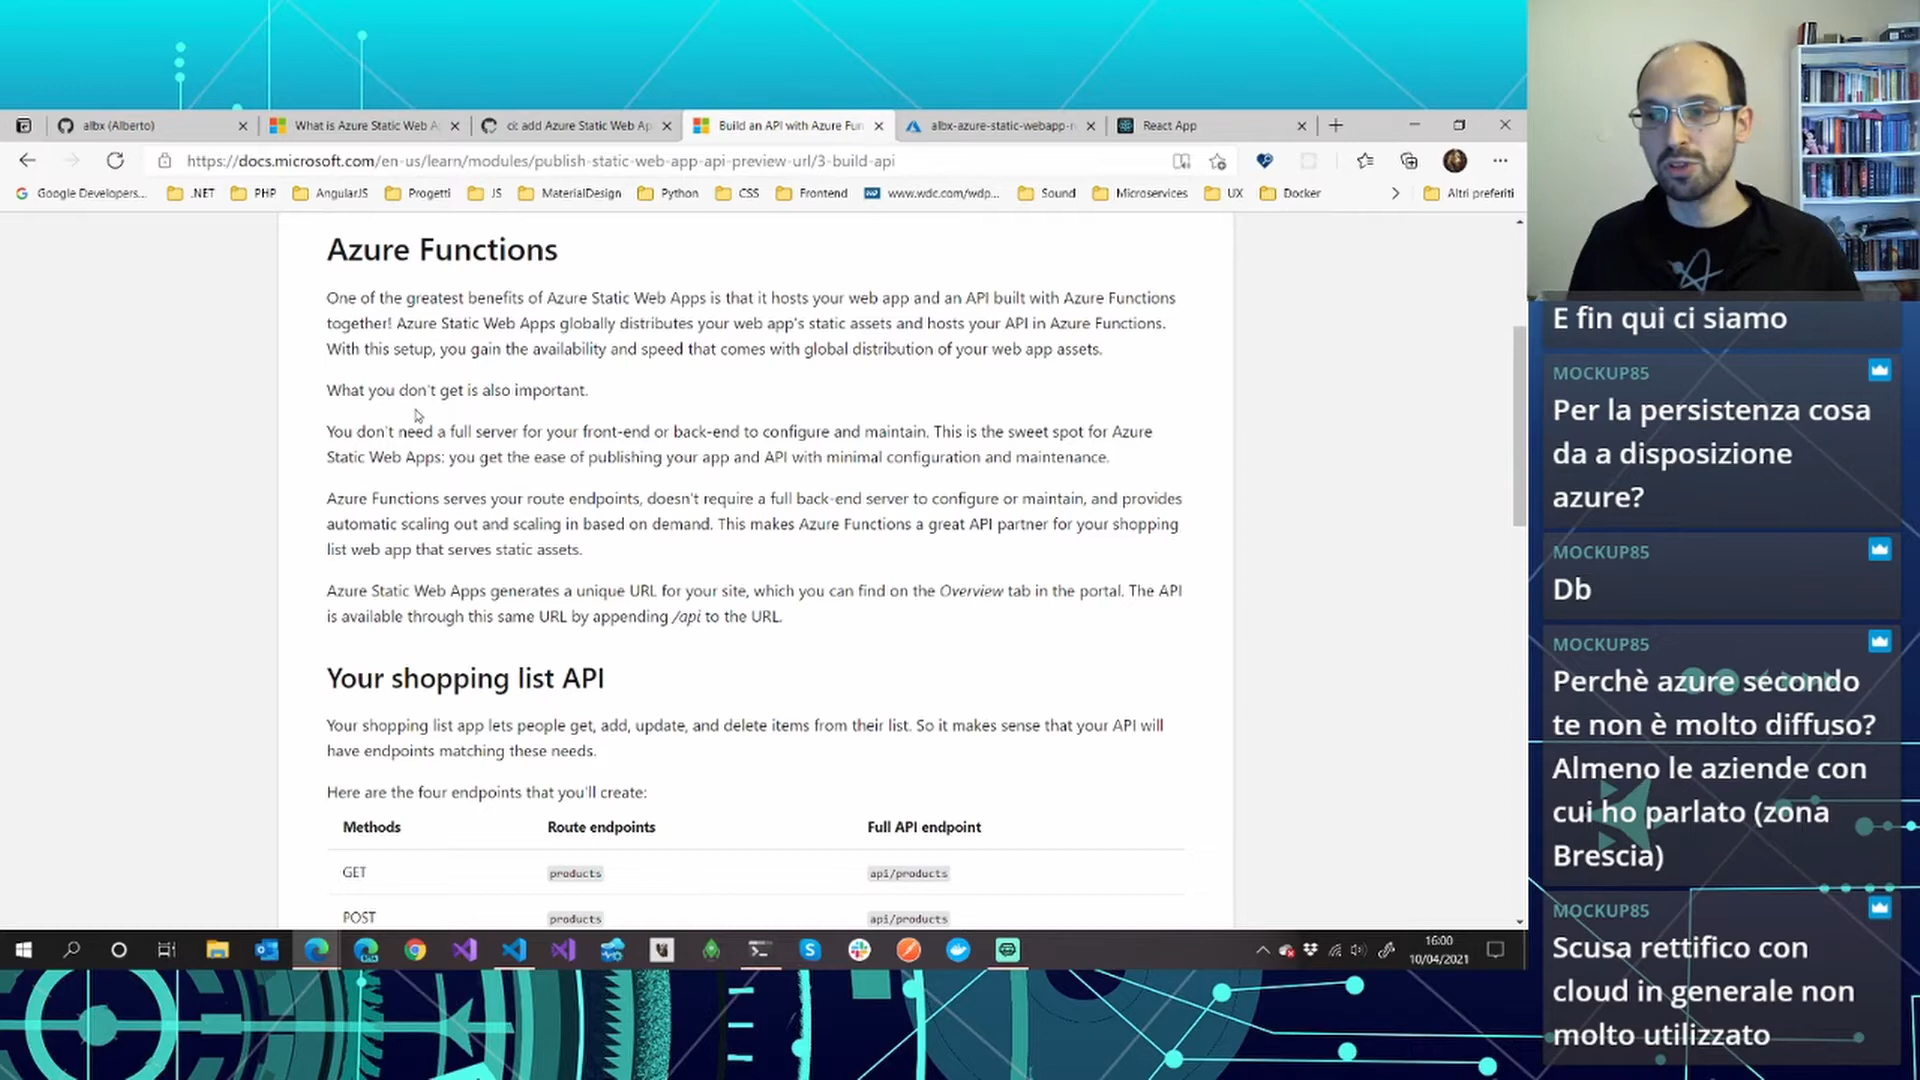 albx (Alberto)
What is Azure Static Web A
ci: add Azure Static Web Ap
Build an API with Azure Fun
albx-azure-static-webapp-r
React App
https://docs.microsoft.com/en-us/learn/modules/publish-static-web-app-api-preview-url/3-build-api
Google Developers...
.NET
PHP
AngularJS
Progetti
JS
MaterialDesign
Python
CSS
Frontend
www.wdc.com/wdp...
Sound
Microservices
UX
Docker
Altri preferiti
Azure Functions
One of the greatest benefits of Azure Static Web Apps is that it hosts your web app and an API built with Azure Functions
together! Azure Static Web Apps globally distributes your web app's static assets and hosts your API in Azure Functions.
With this setup, you gain the availability and speed that comes with global distribution of your web app assets.
What you don't get is also important.
You don't need a full server for your front-end or back-end to configure and maintain. This is the sweet spot for Azure
Static Web Apps: you get the ease of publishing your app and API with minimal configuration and maintenance.
Azure Functions serves your route endpoints, doesn't require a full back-end server to configure or maintain, and provides
automatic scaling out and scaling in based on demand. This makes Azure Functions a great API partner for your shopping
list web app that serves static assets.
Azure Static Web Apps generates a unique URL for your site, which you can find on the Overview tab in the portal. The API
is available through this same URL by appending /api to the URL.
Your shopping list API
Your shopping list app lets people get, add, update, and delete items from their list. So it makes sense that your API will
have endpoints matching these needs.
Here are the four endpoints that you'll create:
Methods Route endpoints Full API endpoint
GET products api/products
POST products api/products
16:00
10/04/2021
E fin qui ci siamo
MOCKUP85
Per la persistenza cosa
da a disposizione
azure?
MOCKUP85
Db
MOCKUP85
Perchè azure secondo
te non è molto diffuso?
Almeno le aziende con
cui ho parlato (zona
Brescia)
MOCKUP85
Scusa rettifico con
cloud in generale non
molto utilizzato